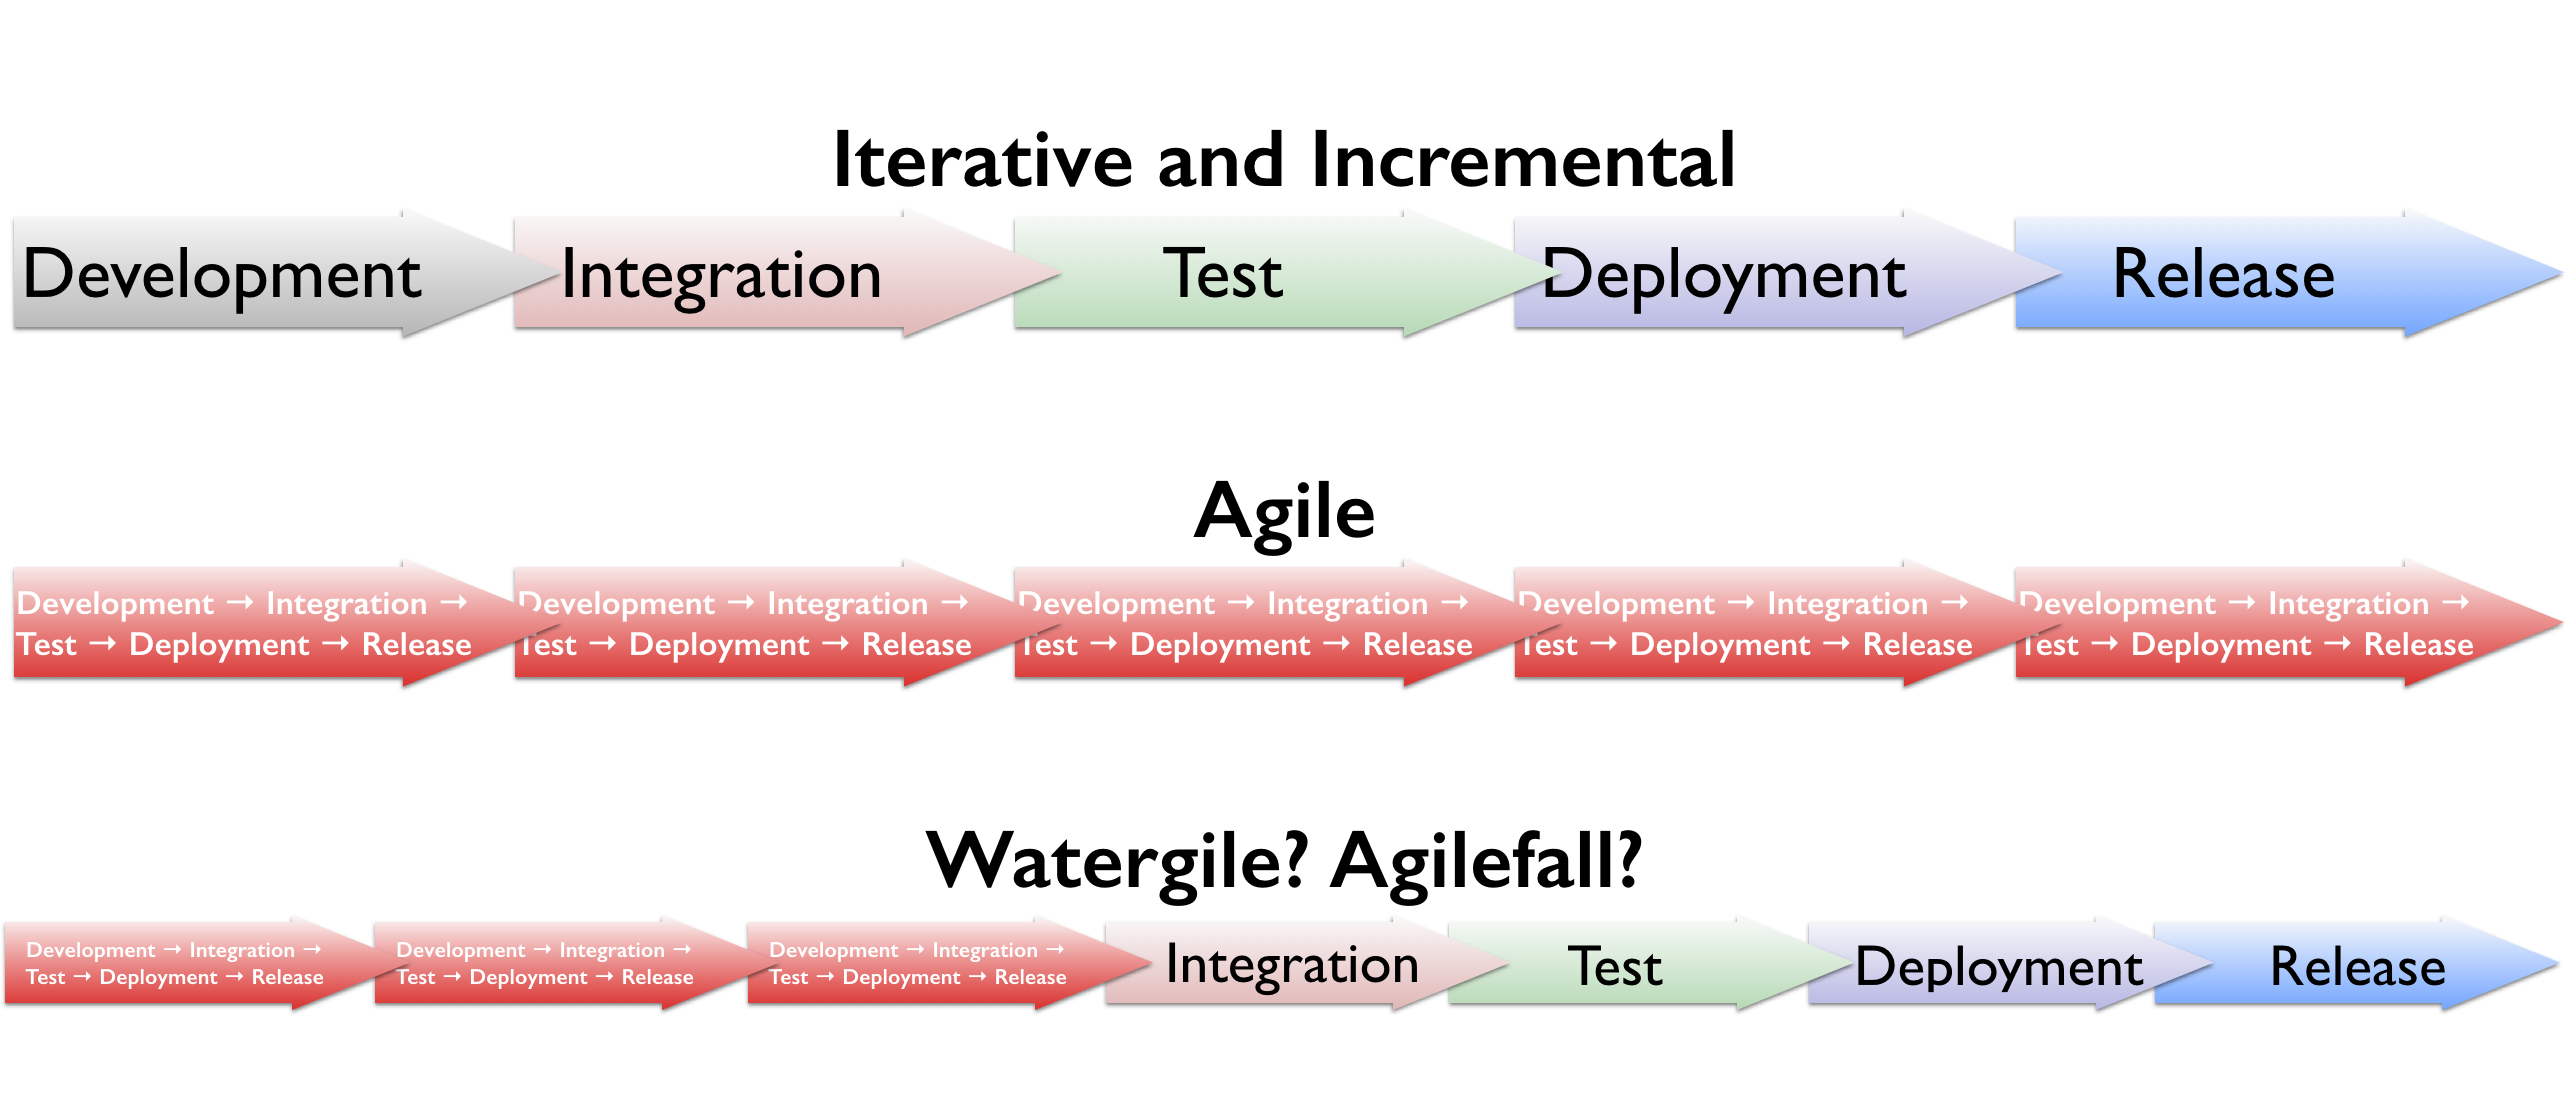 Iterative and Incremental
Development Integration Test Deployment Release
Agile
Development → Integration → Development → Integration → Development → Integration → Development → Integration → Development → Integration →
Test → Deployment → Release Test → Deployment → Release Test → Deployment → Release Test → Deployment → Release Test → Deployment → Release
Watergile? Agilefall?
Development → Integration → Development → Integration → Development → Integration →
Test → Deployment → Release Test → Deployment → Release Test → Deployment → Release
Integration Test Deployment Release